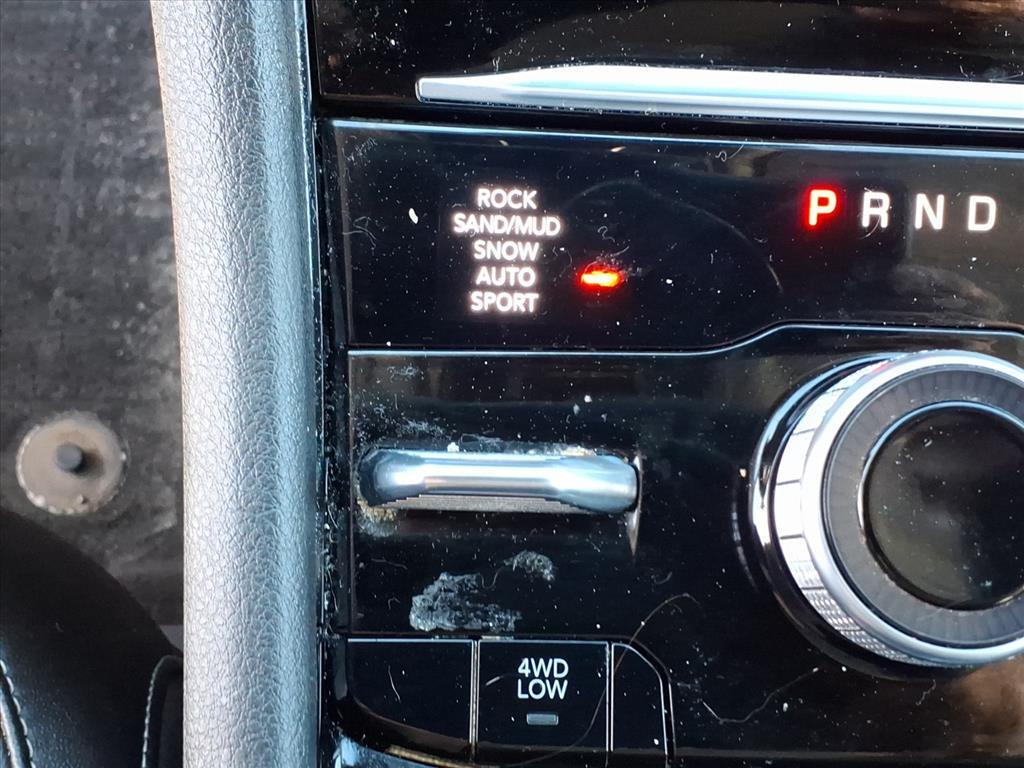 ROCK
SAND/MUD
SNOW
AUTO
SPORT
P R N D
4WD
LOW